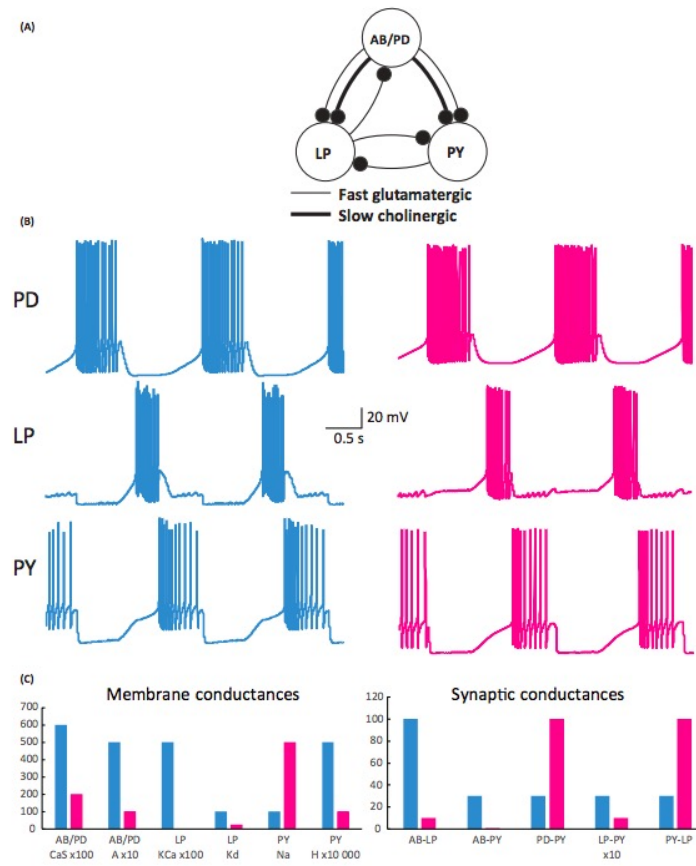 (A)
AB/PD
LP
PY
Fast glutamatergic
Slow cholinergic
(B)
PD
LP
20 mV
0.5 s
PY
(C)
Membrane conductances
700
600
500
400
300
200
100
0
AB/PD AB/PD LP LP PY PY
CaS x100 A x10 KCa x100 Kd Na H x10 000
Synaptic conductances
120
100
80
60
40
20
0
AB-LP AB-PY PD-PY LP-PY PY-LP
x10